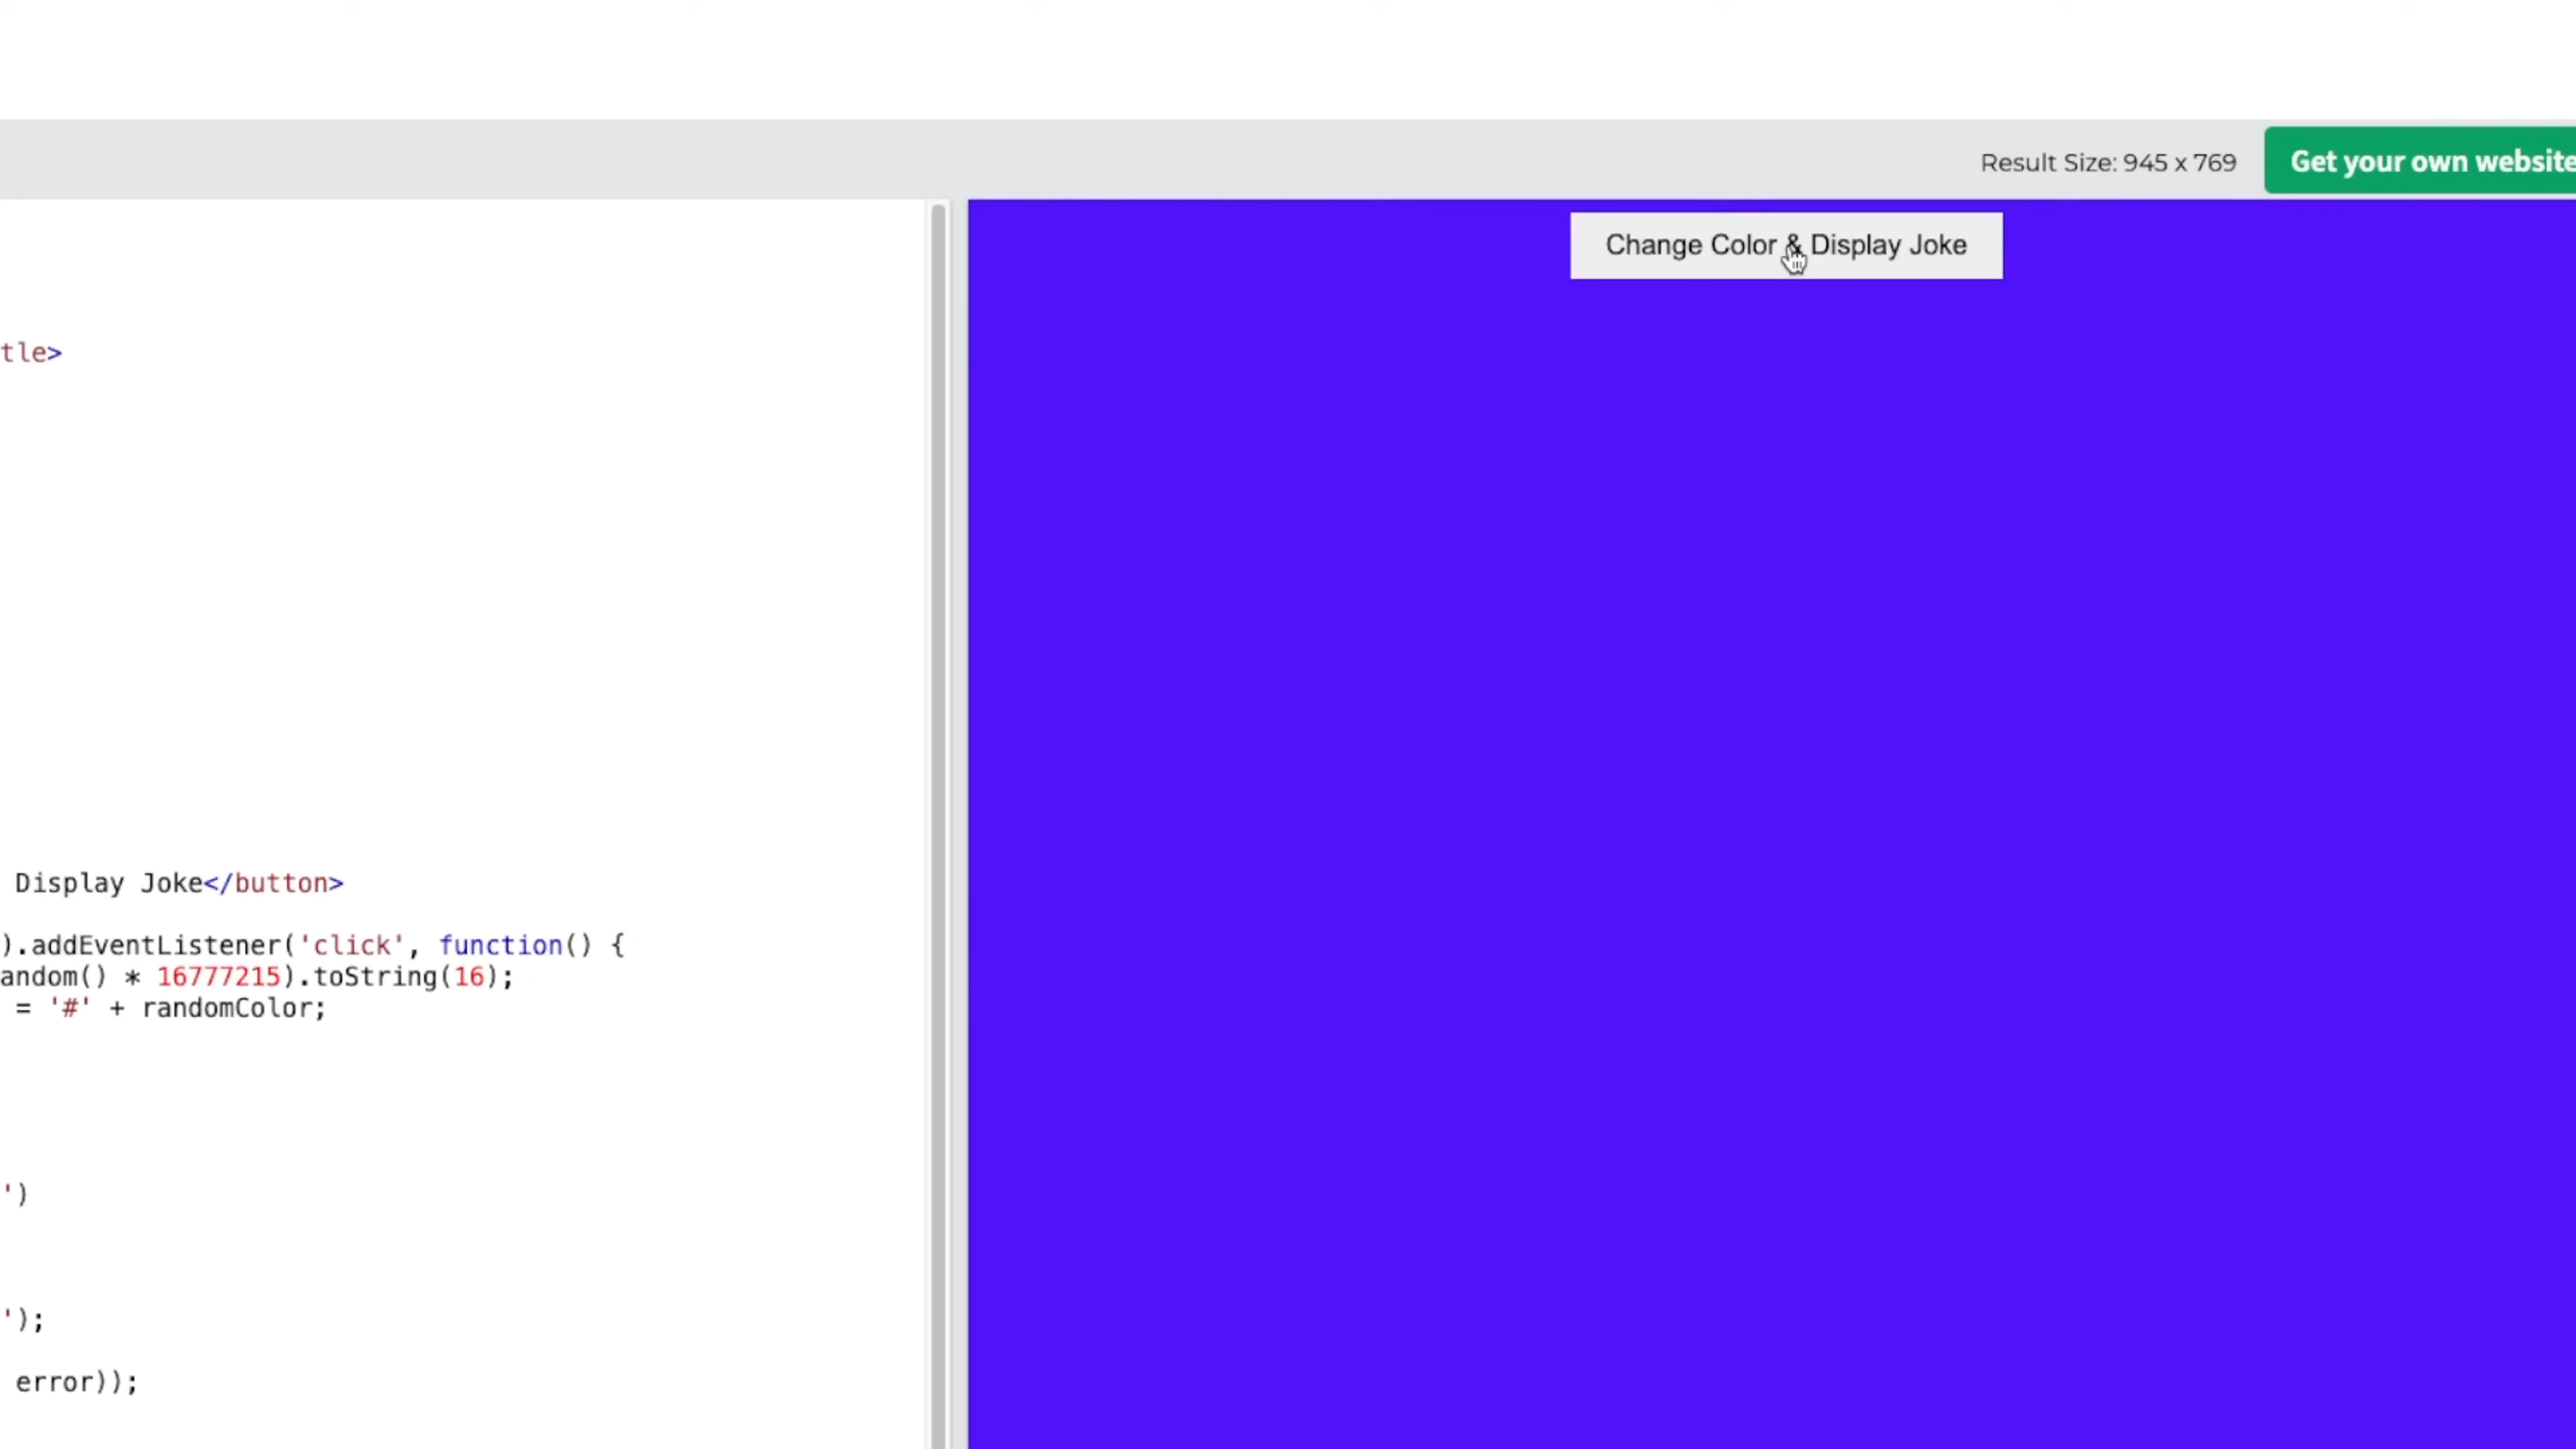 Result Size: 945 x 769
Get your own website
Change Color & Display Joke
tle>
Display Joke</button>
).addEventListener('click', function() {
andom() * 16777215).toString(16);
= '#' + randomColor;
')
');
error));